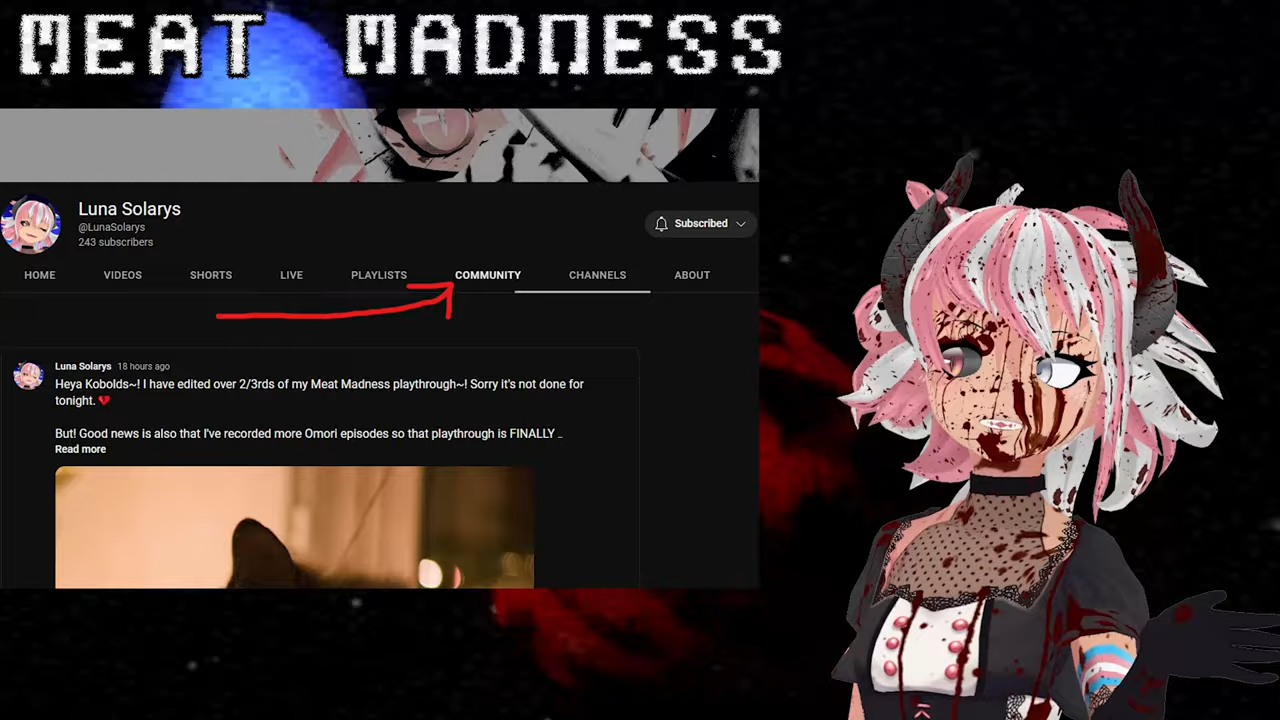 MEAT MADNESS
Luna Solarys
@LunaSolarys
243 subscribers
Subscribed
HOME VIDEOS SHORTS LIVE PLAYLISTS COMMUNITY CHANNELS ABOUT
Luna Solarys 18 hours ago
Heya Kobolds~! I have edited over 2/3rds of my Meat Madness playthrough~! Sorry it's not done for
tonight. 💔
But! Good news is also that I've recorded more Omori episodes so that playthrough is FINALLY ...
Read more